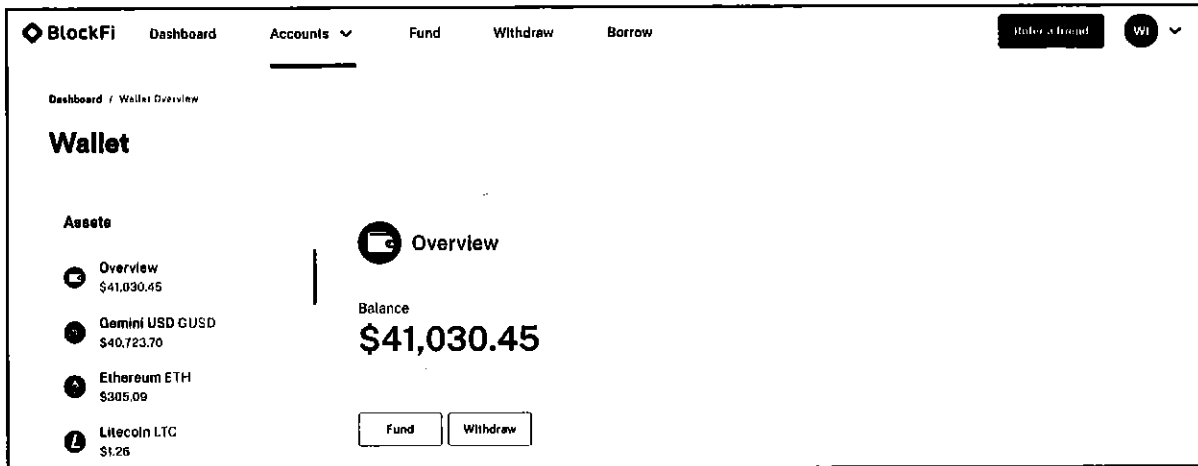 BlockFi Dashboard Accounts Fund Withdraw Borrow Refer a friend WI
Dashboard / Wallet Overview
Wallet
Assets
Overview
$41,030.45
Gemini USD GUSD
$40,723.70
Ethereum ETH
$305.09
Litecoin LTC
$1.26
Overview
Balance
$41,030.45
Fund Withdraw